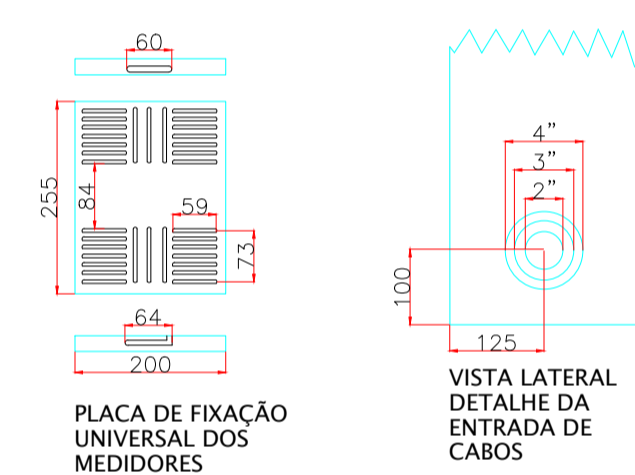 60
255
84
59
73
64
200
PLACA DE FIXAÇÃO
UNIVERSAL DOS
MEDIDORES
4"
3"
2"
100
125
VISTA LATERAL
DETALHE DA
ENTRADA DE
CABOS